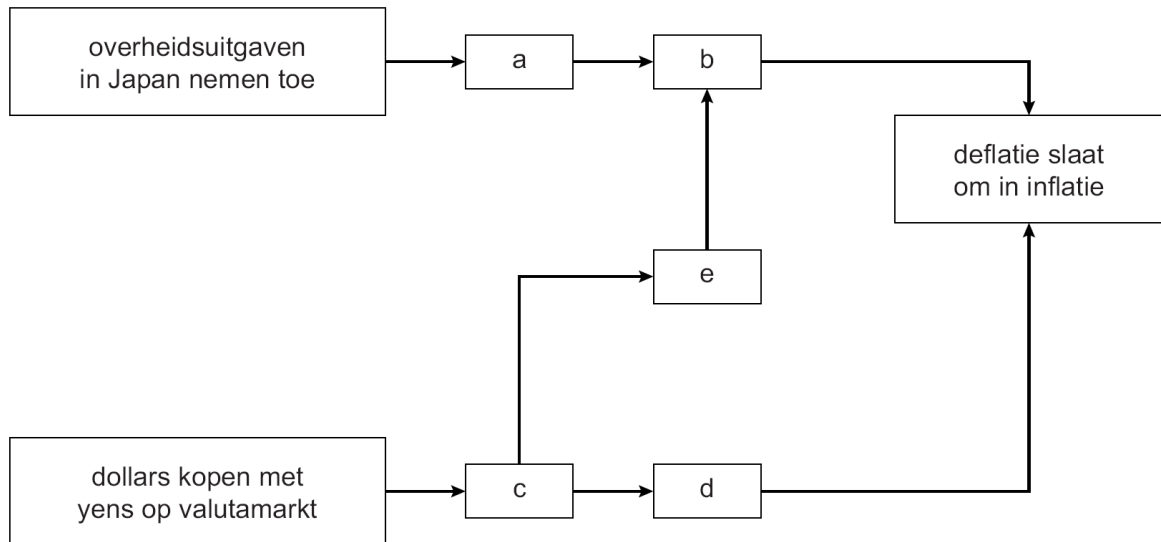 overheidsuitgaven
in Japan nemen toe
a
b
deflatie slaat
om in inflatie
e
dollars kopen met
yens op valutamarkt
c
d